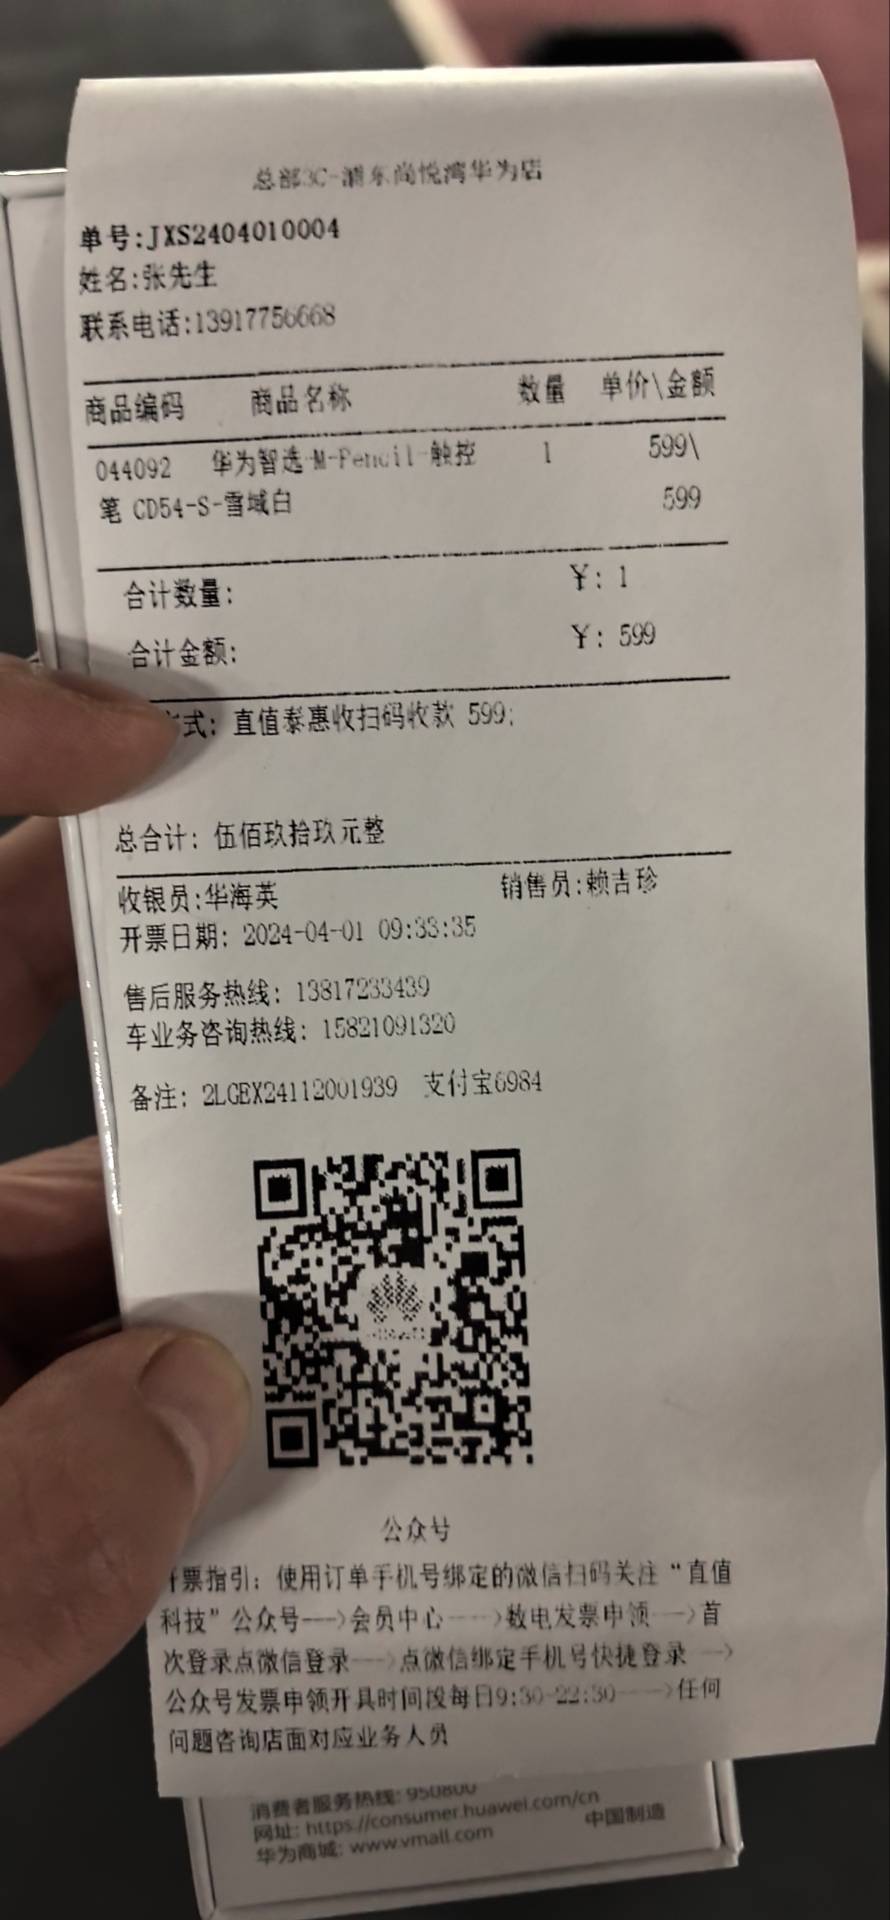 总部3C-浦东尚悦湾华为店
单号:JXS2404010004
姓名:张先生
联系电话:13917756668
商品编码 商品名称 数量 单价\金额
044092 华为智选-M-Pencil-触控 1 599\
笔 CD54-S-雪域白 599
合计数量: ¥: 1
合计金额: ¥: 599
方式: 直值泰惠收扫码收款 599;
总合计: 伍佰玖拾玖元整
收银员:华海英 销售员:赖吉珍
开票日期: 2024-04-01 09:33:35
售后服务热线: 13817233439
车业务咨询热线: 15821091320
备注: 2LGEX24112001939 支付宝6984
公众号
开票指引: 使用订单手机号绑定的微信扫码关注“直值
科技”公众号--->会员中心---->数电发票申领--->首
次登录点微信登录--->点微信绑定手机号快捷登录--->
公众号发票申领开具时间段每日9:30-22:30---->任何
问题咨询店面对应业务人员
消费者服务热线: 950800
网址: https://consumer.huawei.com/cn
华为商城: www.vmall.com 中国制造